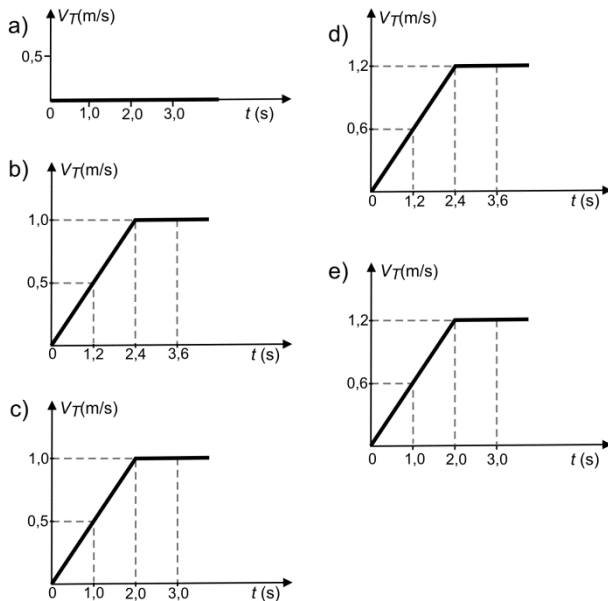 a)
V_T(m/s)
0,5
0 1,0 2,0 3,0 t (s)
b)
V_T(m/s)
1,0
0,5
0 1,2 2,4 3,6 t (s)
c)
V_T(m/s)
1,0
0,5
0 1,0 2,0 3,0 t (s)
d)
V_T(m/s)
1,2
0,6
0 1,2 2,4 3,6 t (s)
e)
V_T(m/s)
1,2
0,6
0 1,0 2,0 3,0 t (s)